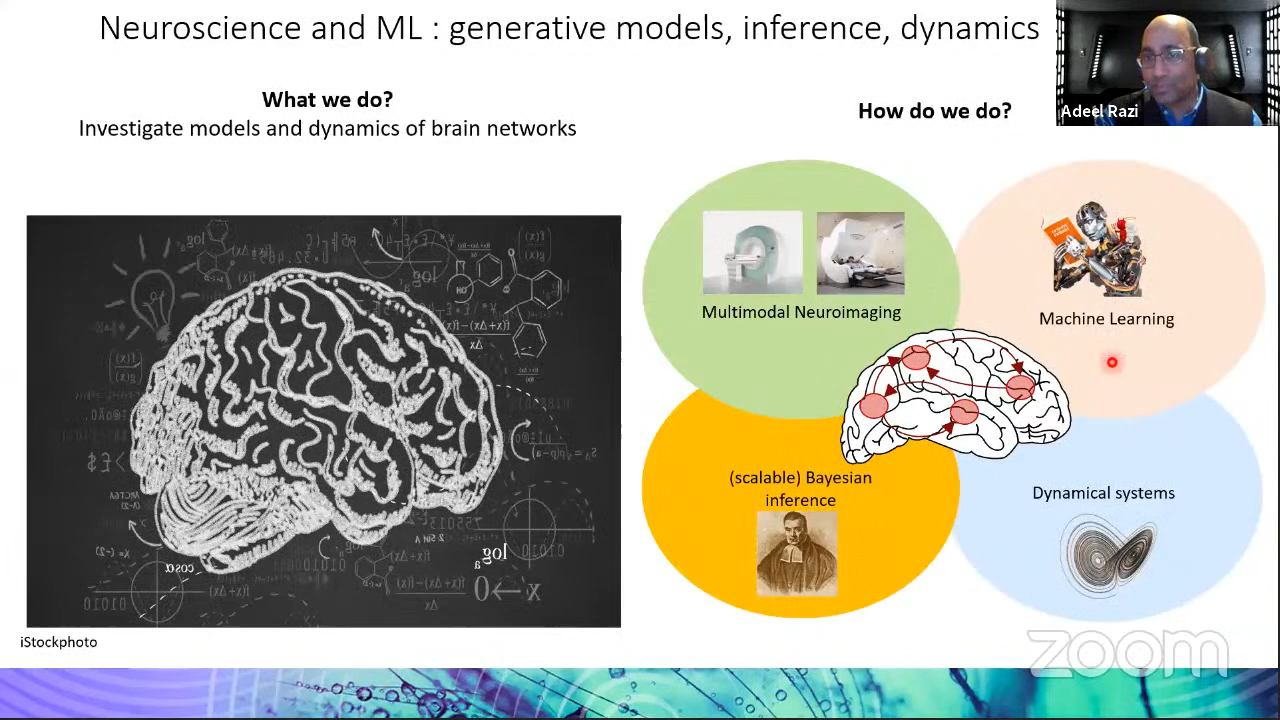 Neuroscience and ML : generative models, inference, dynamics
What we do?
Investigate models and dynamics of brain networks
How do we do?
Adeel Razi
Multimodal Neuroimaging
Machine Learning
(scalable) Bayesian
inference
Dynamical systems
iStockphoto
zoom